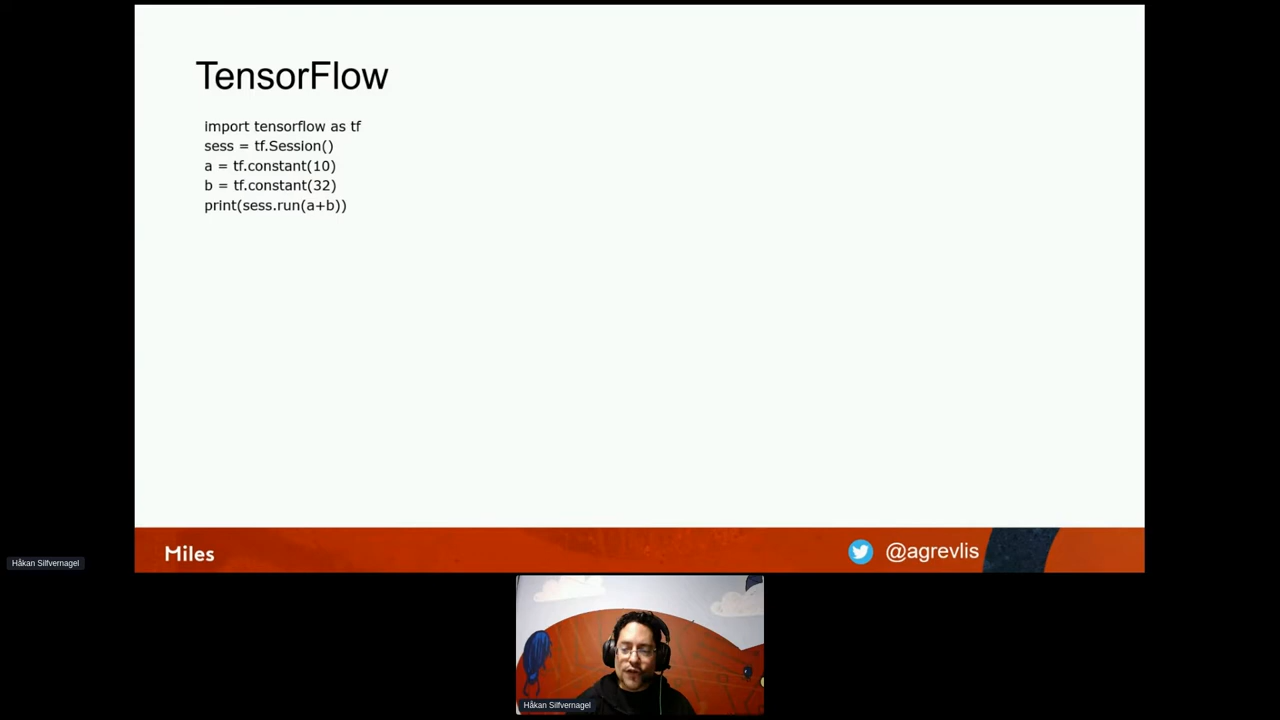 TensorFlow
import tensorflow as tf
sess = tf.Session()
a = tf.constant(10)
b = tf.constant(32)
print(sess.run(a+b))
Miles
@agrevlis
Håkan Silfvernagel
Håkan Silfvernagel